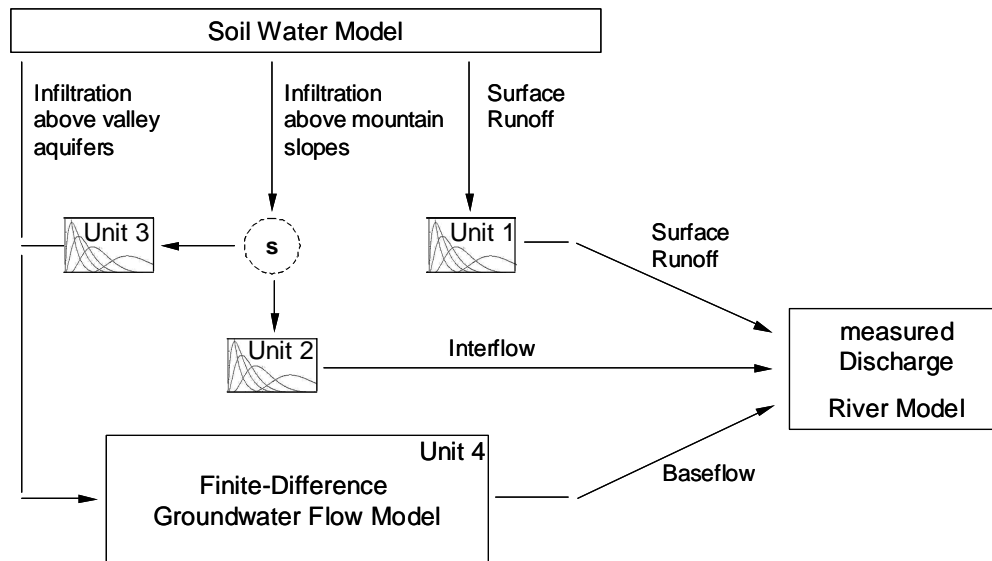 Soil Water Model
Infiltration
above valley
aquifers
Infiltration
above mountain
slopes
Surface
Runoff
Unit 3
s
Unit 1
Surface
Runoff
Unit 2
Interflow
measured
Discharge
River Model
Unit 4
Finite-Difference
Groundwater Flow Model
Baseflow